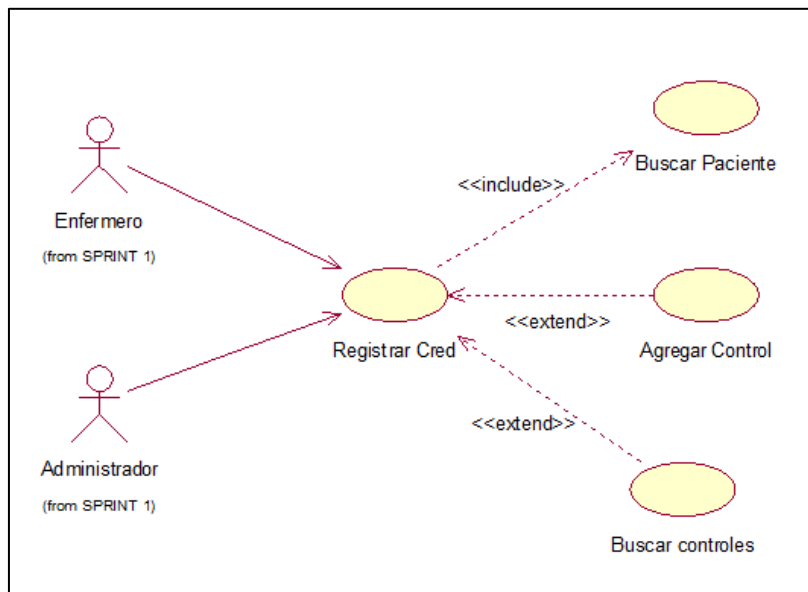 Buscar Paciente
<<include>>
Enfermero
(from SPRINT 1)
<<extend>>
Registrar Cred
Agregar Control
<<extend>>
Administrador
(from SPRINT 1)
Buscar controles